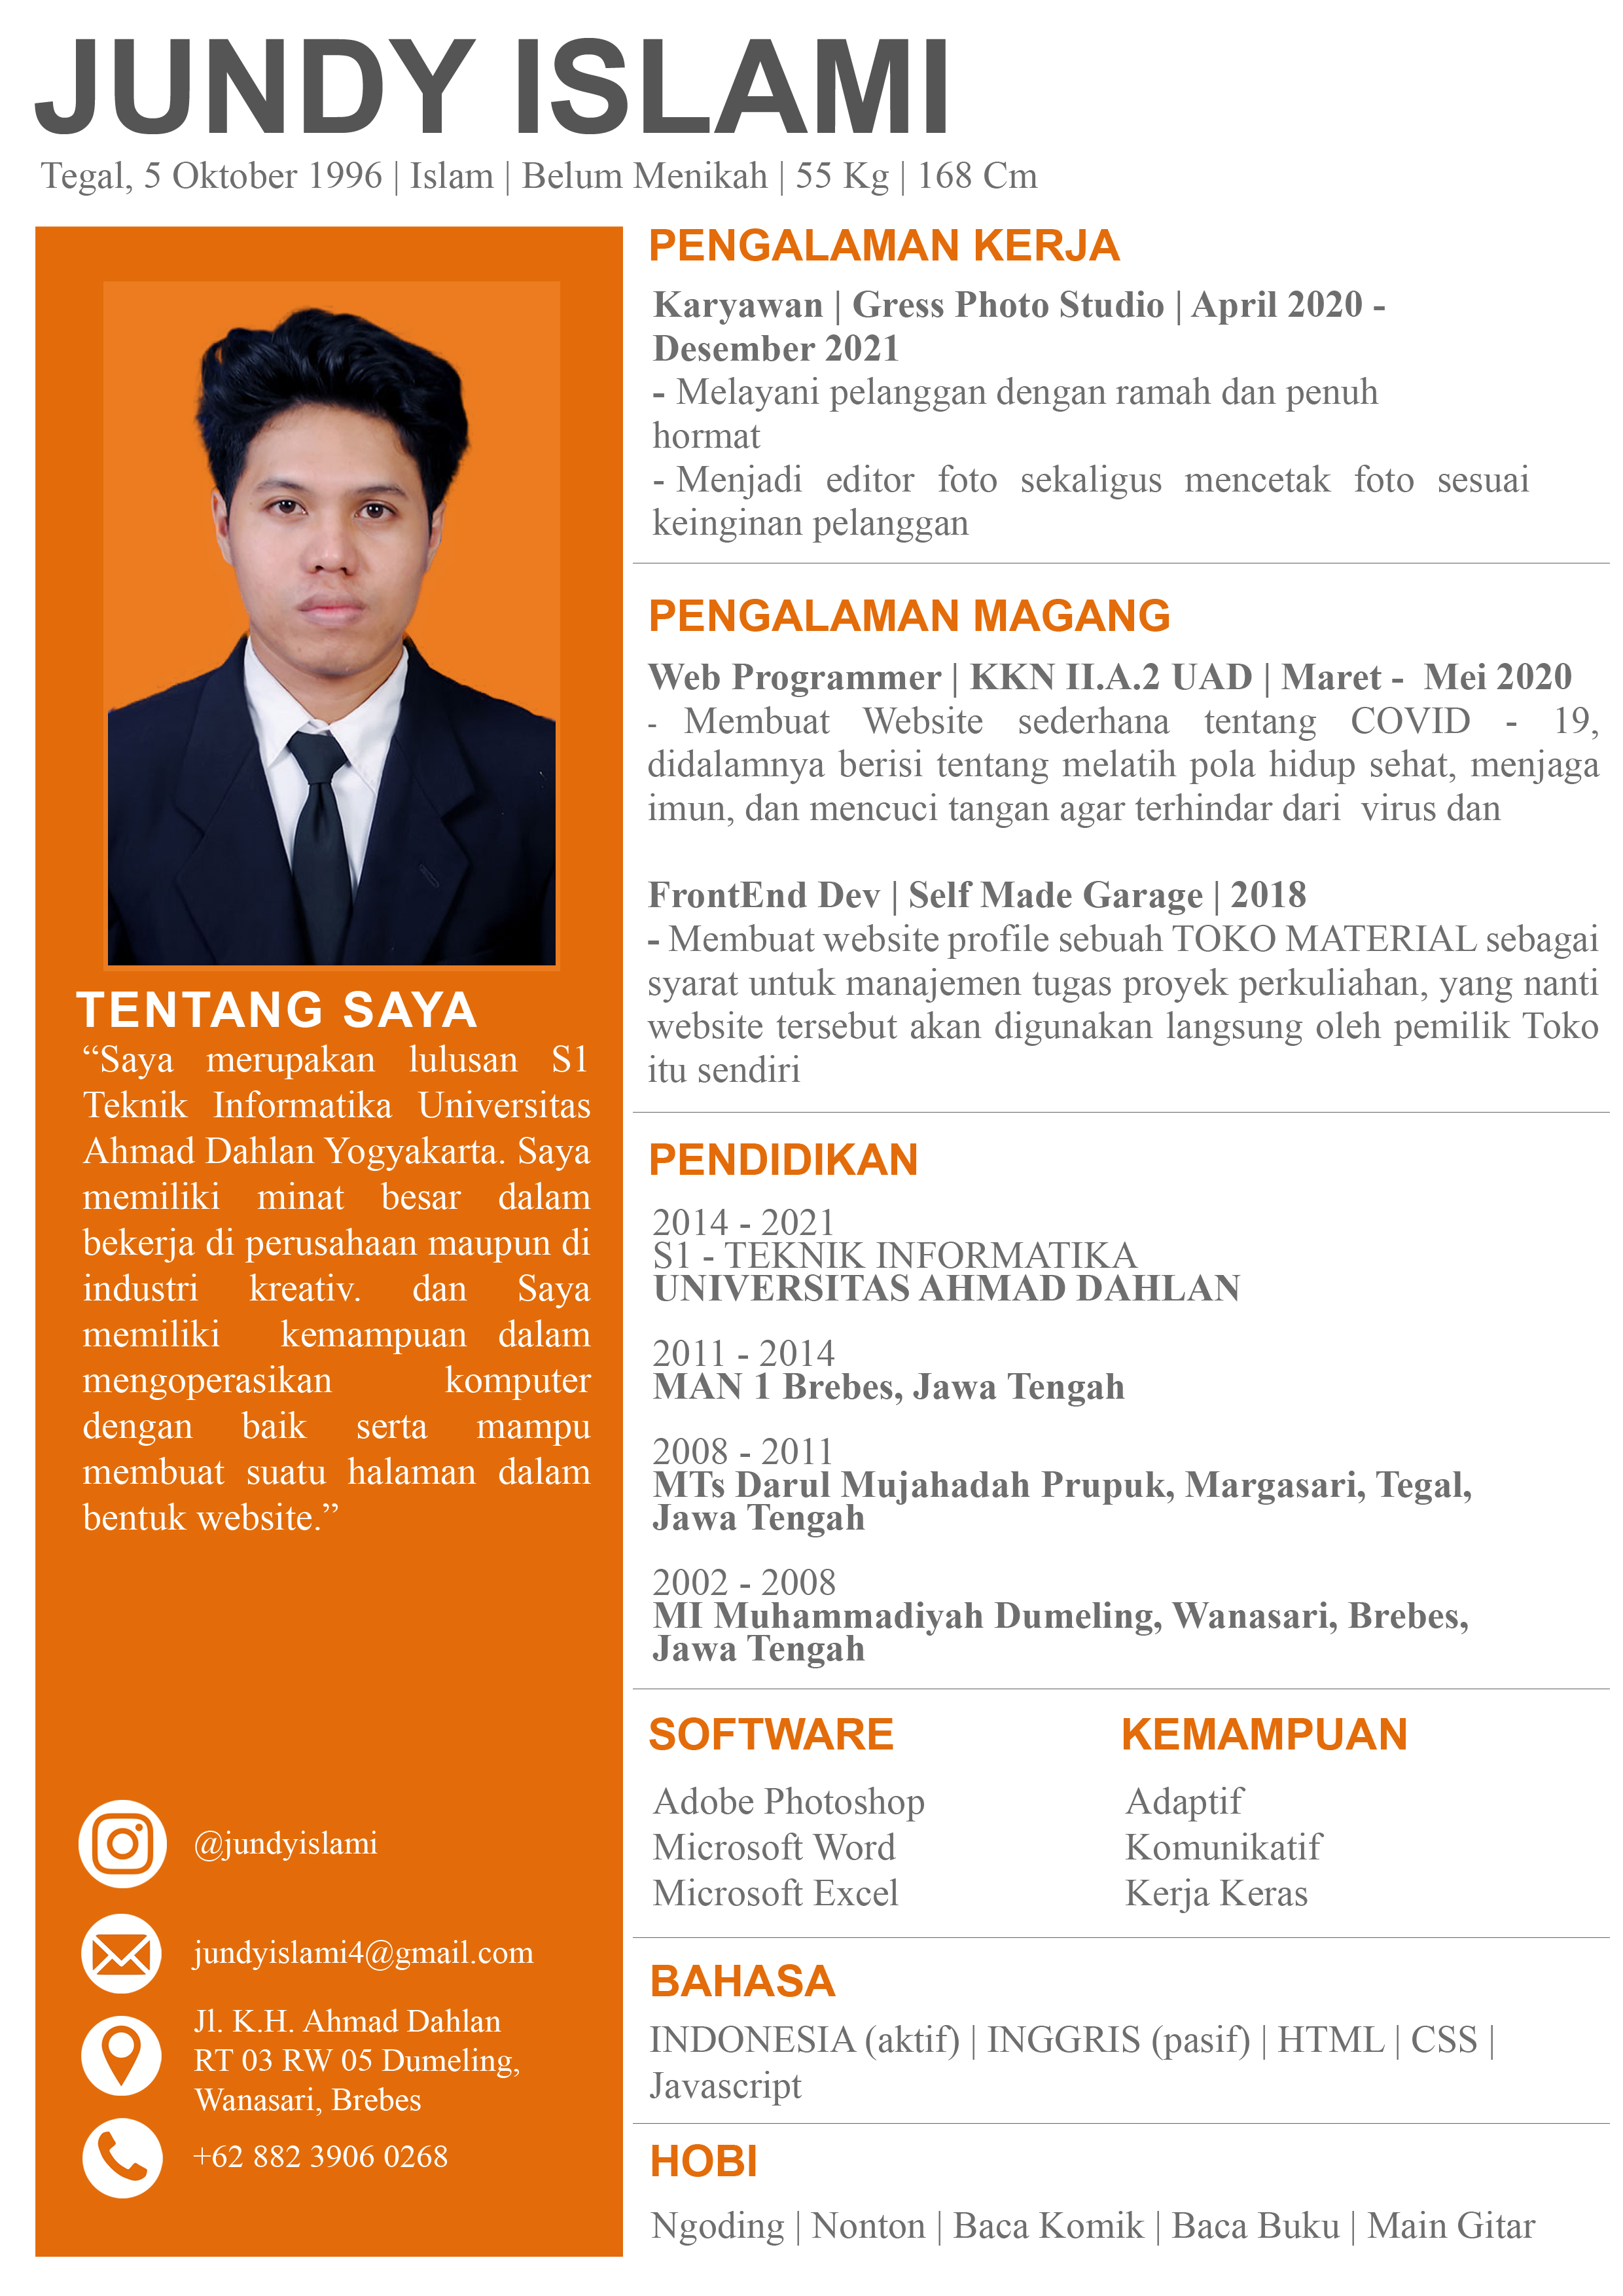 JUNDY ISLAMI
Tegal, 5 Oktober 1996 | Islam | Belum Menikah | 55 Kg | 168 Cm
TENTANG SAYA
“Saya merupakan lulusan S1
Teknik Informatika Universitas
Ahmad Dahlan Yogyakarta. Saya
memiliki minat besar dalam
bekerja di perusahaan maupun di
industri kreativ. dan Saya
memiliki kemampuan dalam
mengoperasikan komputer
dengan baik serta mampu
membuat suatu halaman dalam
bentuk website.”
@jundyislami
jundyislami4@gmail.com
Jl. K.H. Ahmad Dahlan
RT 03 RW 05 Dumeling,
Wanasari, Brebes
+62 882 3906 0268
PENGALAMAN KERJA
Karyawan | Gress Photo Studio | April 2020 -
Desember 2021
- Melayani pelanggan dengan ramah dan penuh
hormat
- Menjadi editor foto sekaligus mencetak foto sesuai
keinginan pelanggan
PENGALAMAN MAGANG
Web Programmer | KKN II.A.2 UAD | Maret - Mei 2020
- Membuat Website sederhana tentang COVID - 19,
didalamnya berisi tentang melatih pola hidup sehat, menjaga
imun, dan mencuci tangan agar terhindar dari virus dan
FrontEnd Dev | Self Made Garage | 2018
- Membuat website profile sebuah TOKO MATERIAL sebagai
syarat untuk manajemen tugas proyek perkuliahan, yang nanti
website tersebut akan digunakan langsung oleh pemilik Toko
itu sendiri
PENDIDIKAN
2014 - 2021
S1 - TEKNIK INFORMATIKA
UNIVERSITAS AHMAD DAHLAN
2011 - 2014
MAN 1 Brebes, Jawa Tengah
2008 - 2011
MTs Darul Mujahadah Prupuk, Margasari, Tegal,
Jawa Tengah
2002 - 2008
MI Muhammadiyah Dumeling, Wanasari, Brebes,
Jawa Tengah
SOFTWARE
Adobe Photoshop
Microsoft Word
Microsoft Excel
KEMAMPUAN
Adaptif
Komunikatif
Kerja Keras
BAHASA
INDONESIA (aktif) | INGGRIS (pasif) | HTML | CSS |
Javascript
HOBI
Ngoding | Nonton | Baca Komik | Baca Buku | Main Gitar